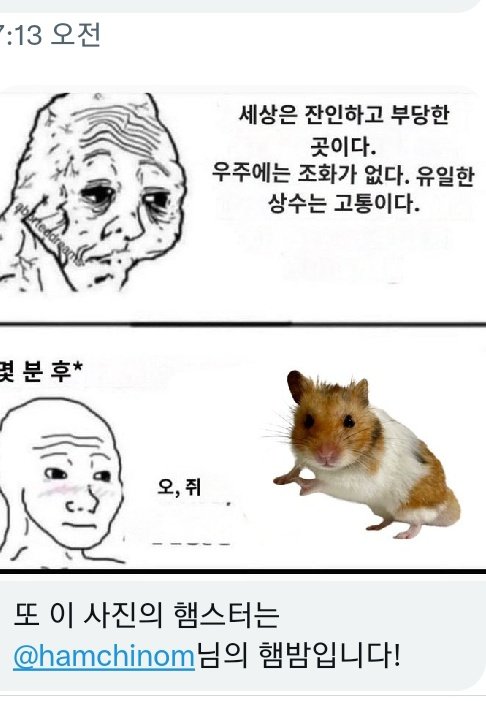 7:13 오전
세상은 잔인하고 부당한
곳이다.
우주에는 조화가 없다. 유일한
상수는 고통이다.
몇 분 후*
오, 쥐
또 이 사진의 햄스터는
@hamchinom님의 햄밤입니다!